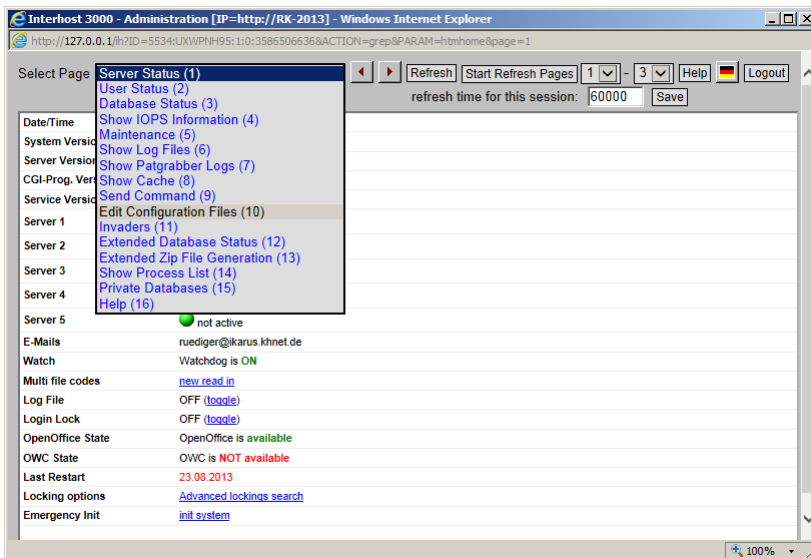 Interhost 3000 - Administration [IP=http://RK-2013] - Windows Internet Explorer
http://127.0.0.1/ih?ID=5534:UXWPNH95:1:0:3586506636&ACTION=grep&PARAM=htmhome&page=1
Select Page Server Status (1) Refresh Start Refresh Pages 1 - 3 Help Logout
User Status (2)
refresh time for this session: 60000 Save
Database Status (3)
Show IOPS Information (4)
Maintenance (5)
Show Log Files (6)
Show Patgrabber Logs (7)
Show Cache (8)
Send Command (9)
Edit Configuration Files (10)
Invaders (11)
Extended Database Status (12)
Extended Zip File Generation (13)
Show Process List (14)
Private Databases (15)
Help (16)
Date/Time
System Versio
Server Version
CGI-Prog. Vers
Service Versio
Server 1
Server 2
Server 3
Server 4
Server 5 not active
E-Mails ruediger@ikarus.khnet.de
Watch Watchdog is ON
Multi file codes new read in
Log File OFF (toggle)
Login Lock OFF (toggle)
OpenOffice State OpenOffice is available
OWC State OWC is NOT available
Last Restart 23.08.2013
Locking options Advanced lockings search
Emergency Init init system
100%